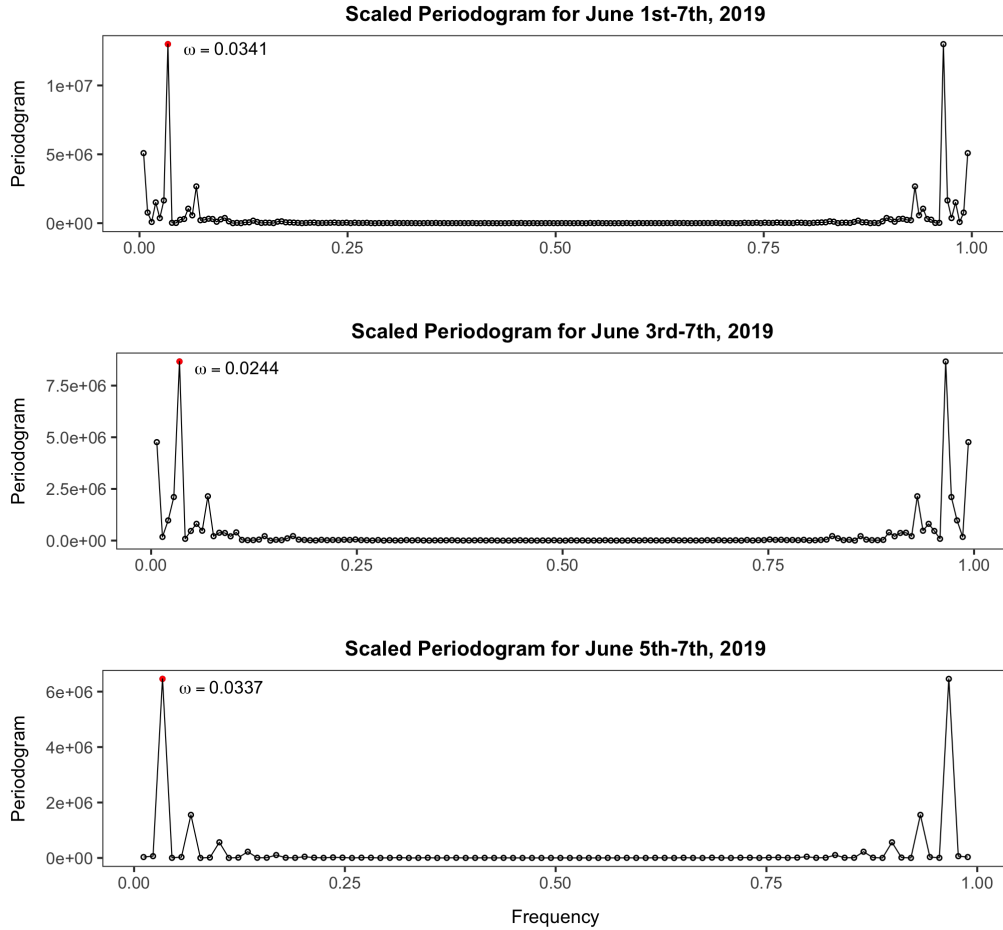 Scaled Periodogram for June 1st-7th, 2019
ω = 0.0341
Periodogram
1e+07
5e+06
0e+00
0.00 0.25 0.50 0.75 1.00
Scaled Periodogram for June 3rd-7th, 2019
ω = 0.0244
Periodogram
7.5e+06
5.0e+06
2.5e+06
0.0e+00
0.00 0.25 0.50 0.75 1.00
Scaled Periodogram for June 5th-7th, 2019
ω = 0.0337
Periodogram
6e+06
4e+06
2e+06
0e+00
0.00 0.25 0.50 0.75 1.00
Frequency